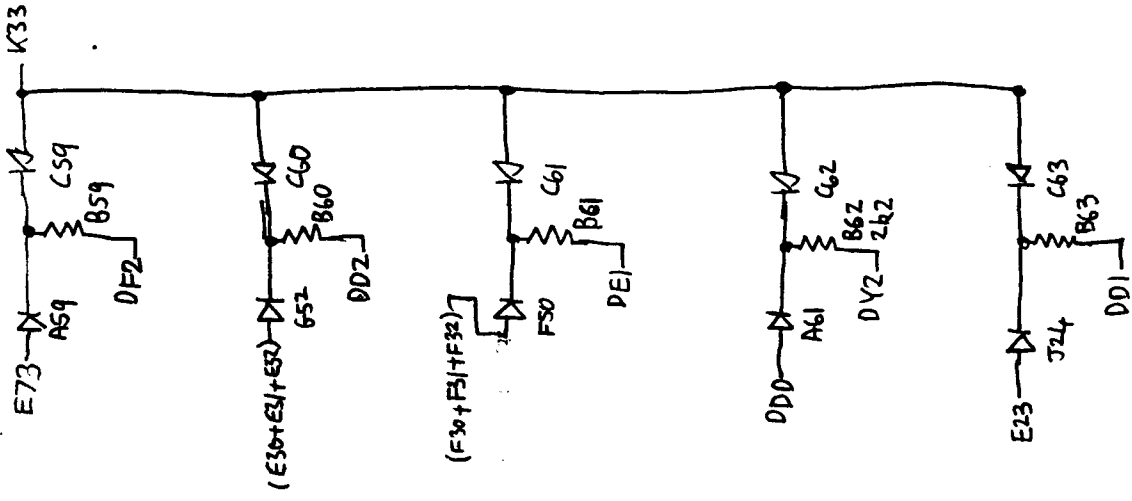 K33
E73
A59
C59
B59
DF2
(E30+E31+E32)
G52
C60
B60
DD2
(F30+F31+F32)
F50
C61
B61
DE1
DDD
A61
C62
B62
2k2
DY2
E23
J24
C63
B63
DD1